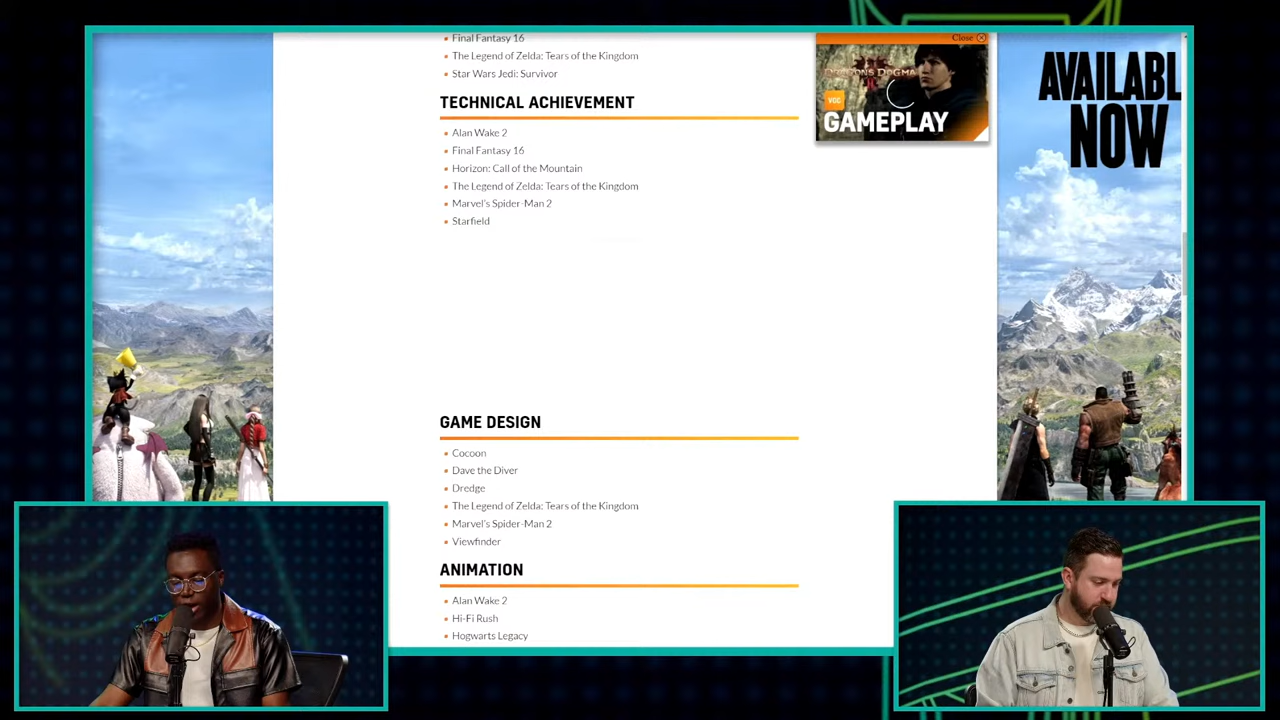 Final Fantasy 16
The Legend of Zelda: Tears of the Kingdom
Star Wars Jedi: Survivor
TECHNICAL ACHIEVEMENT
Alan Wake 2
Final Fantasy 16
Horizon: Call of the Mountain
The Legend of Zelda: Tears of the Kingdom
Marvel's Spider-Man 2
Starfield
GAME DESIGN
Cocoon
Dave the Diver
Dredge
The Legend of Zelda: Tears of the Kingdom
Marvel's Spider-Man 2
Viewfinder
ANIMATION
Alan Wake 2
Hi-Fi Rush
Hogwarts Legacy
Close
DRAGONS DOGMA
VGC
GAMEPLAY
AVAILABL
NOW